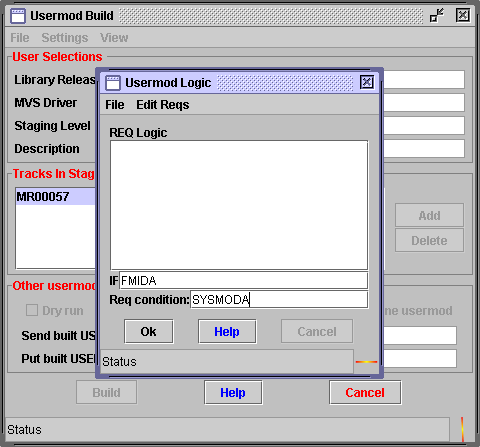 Usermod Build
File Settings View
User Selections
Library Releas
MVS Driver
Staging Level
Description
Tracks In Stag
MR00057
Add
Delete
Other usermod
Dry run
ne usermod
Send built USE
Put built USE
Build
Help
Cancel
Status
Usermod Logic
File Edit Reqs
REQ Logic
IF FMIDA
Req condition: SYSMODA
Ok
Help
Cancel
Status